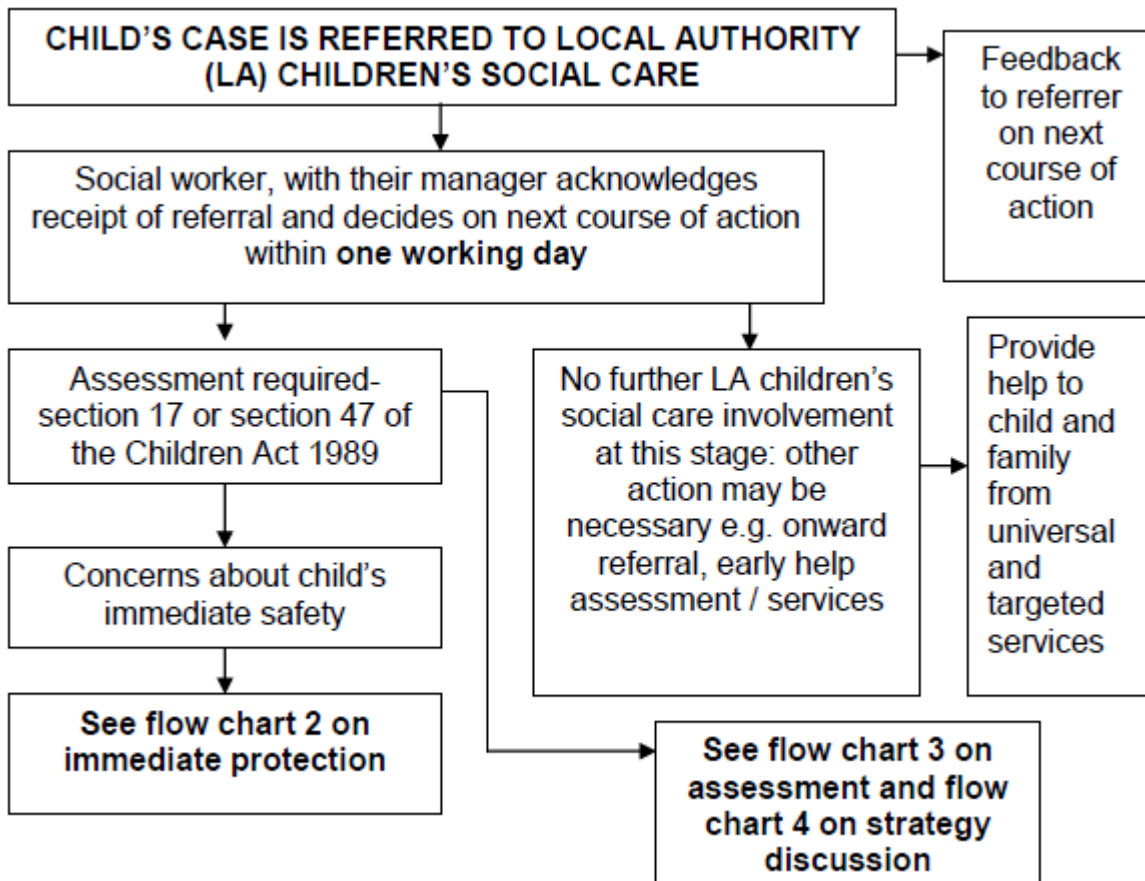 CHILD'S CASE IS REFERRED TO LOCAL AUTHORITY
(LA) CHILDREN'S SOCIAL CARE
Feedback
to referrer
on next
course of
action
Social worker, with their manager acknowledges
receipt of referral and decides on next course of action
within one working day
Assessment required-
section 17 or section 47 of
the Children Act 1989
No further LA children's
social care involvement
at this stage: other
action may be
necessary e.g. onward
referral, early help
assessment / services
Provide
help to
child and
family
from
universal
and
targeted
services
Concerns about child's
immediate safety
See flow chart 2 on
immediate protection
See flow chart 3 on
assessment and flow
chart 4 on strategy
discussion